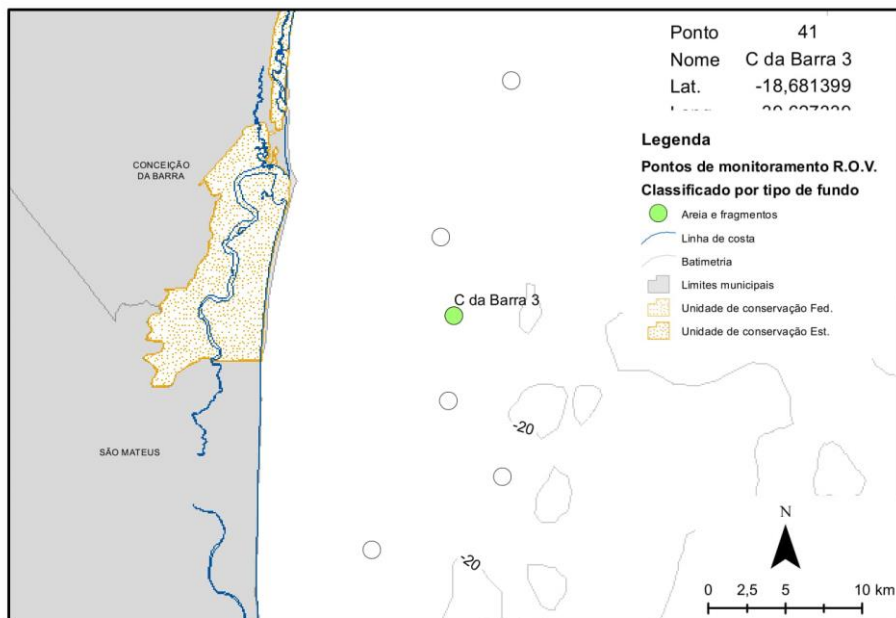 Ponto 41
Nome C da Barra 3
Lat. -18,681399
Legenda
Pontos de monitoramento R.O.V.
Classificado por tipo de fundo
Areia e fragmentos
Linha de costa
Batimetria
Limites municipais
Unidade de conservação Fed.
Unidade de conservação Est.
CONCEIÇÃO
DA BARRA
C da Barra 3
-20
SÃO MATEUS
-20
N
0 2,5 5 10 km